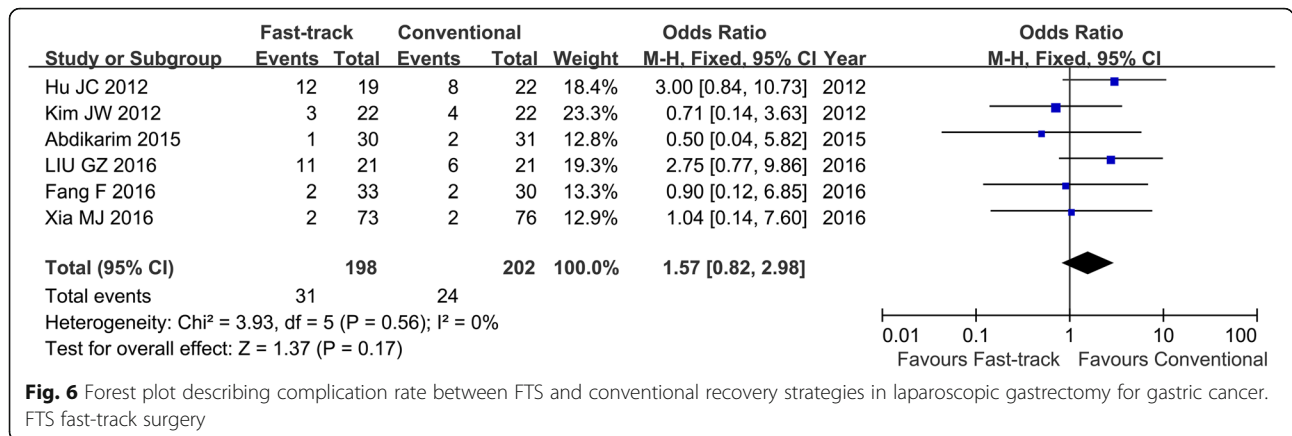 Fast-track Conventional Odds Ratio Odds Ratio
Study or Subgroup Events Total Events Total Weight M-H, Fixed, 95% CI Year M-H, Fixed, 95% CI
Hu JC 2012 12 19 8 22 18.4% 3.00 [0.84, 10.73] 2012
Kim JW 2012 3 22 4 22 23.3% 0.71 [0.14, 3.63] 2012
Abdikarim 2015 1 30 2 31 12.8% 0.50 [0.04, 5.82] 2015
LIU GZ 2016 11 21 6 21 19.3% 2.75 [0.77, 9.86] 2016
Fang F 2016 2 33 2 30 13.3% 0.90 [0.12, 6.85] 2016
Xia MJ 2016 2 73 2 76 12.9% 1.04 [0.14, 7.60] 2016
Total (95% CI) 198 202 100.0% 1.57 [0.82, 2.98]
Total events 31 24
Heterogeneity: Chi² = 3.93, df = 5 (P = 0.56); I² = 0%
Test for overall effect: Z = 1.37 (P = 0.17)
0.01 0.1 1 10 100
Favours Fast-track Favours Conventional
Fig. 6 Forest plot describing complication rate between FTS and conventional recovery strategies in laparoscopic gastrectomy for gastric cancer.
FTS fast-track surgery